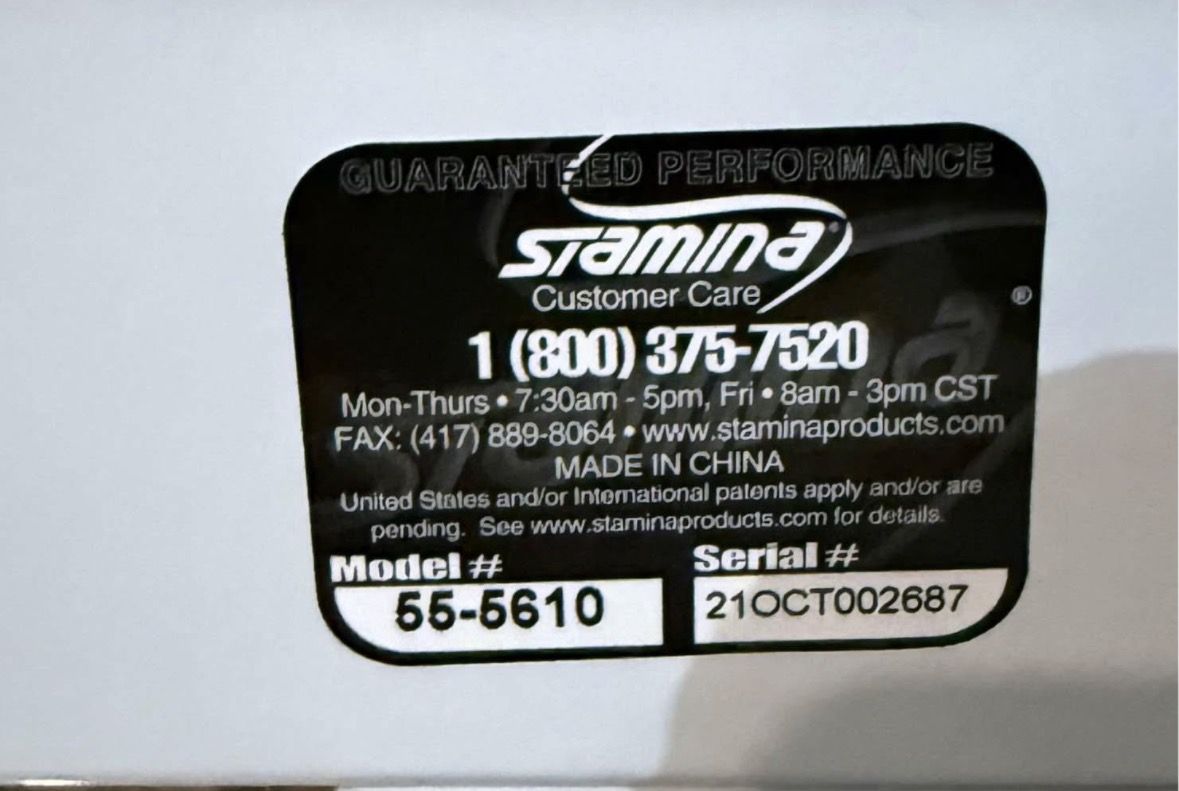 GUARANTEED PERFORMANCE
STAMINA®
Customer Care
®
1 (800) 375-7520
Mon-Thurs • 7:30am - 5pm, Fri • 8am - 3pm CST
FAX: (417) 889-8064 • www.staminaproducts.com
MADE IN CHINA
United States and/or International patents apply and/or are
pending. See www.staminaproducts.com for details.
Model # Serial #
55-5610 21OCT002687